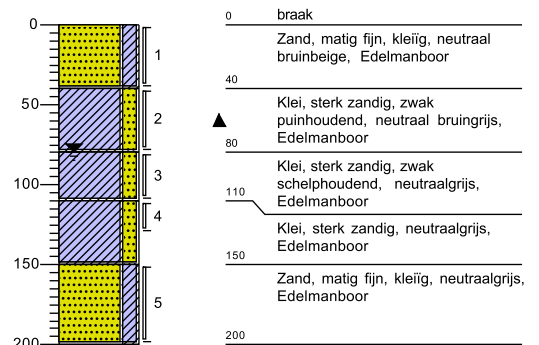 0
50
100
150
200
1
2
3
4
5
0 braak
Zand, matig fijn, kleiïg, neutraal
bruinbeige, Edelmanboor
40
Klei, sterk zandig, zwak
puinhoudend, neutraal bruingrijs,
Edelmanboor
80
Klei, sterk zandig, zwak
schelphoudend, neutraalgrijs,
Edelmanboor
110
Klei, sterk zandig, neutraalgrijs,
Edelmanboor
150
Zand, matig fijn, kleiïg, neutraalgrijs,
Edelmanboor
200